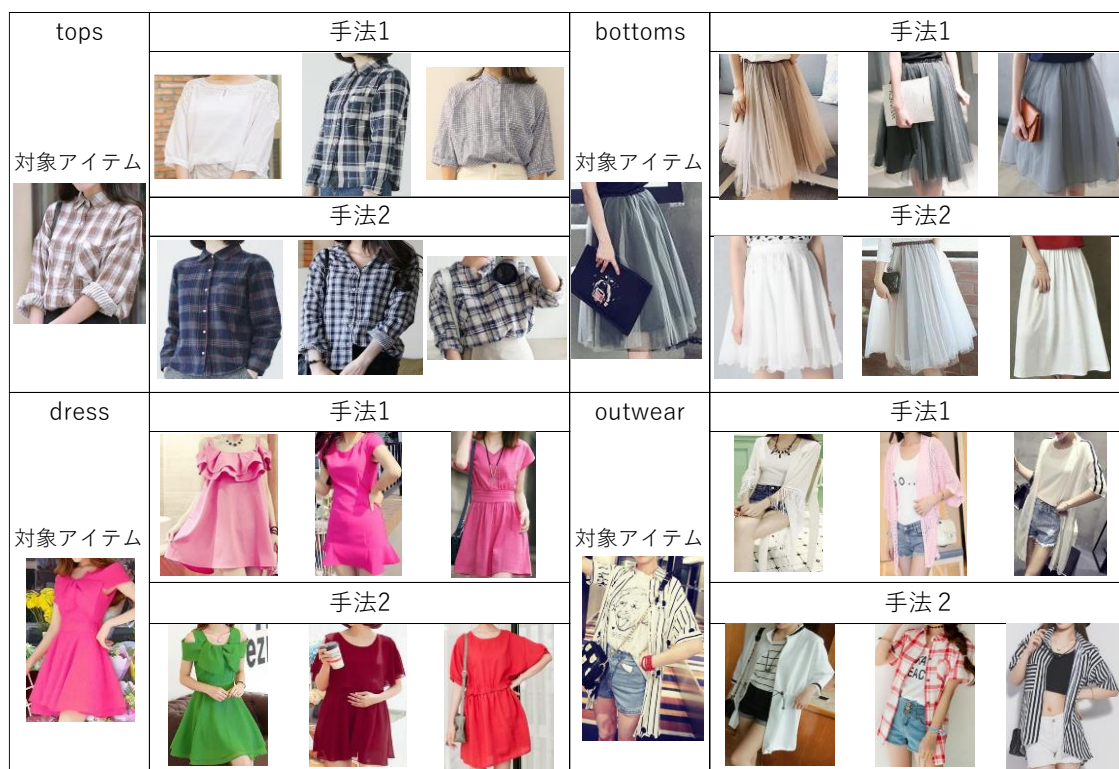 tops
手法1
bottoms
手法1
対象アイテム
対象アイテム
手法2
手法2
dress
手法1
outwear
手法1
対象アイテム
対象アイテム
手法2
手法２